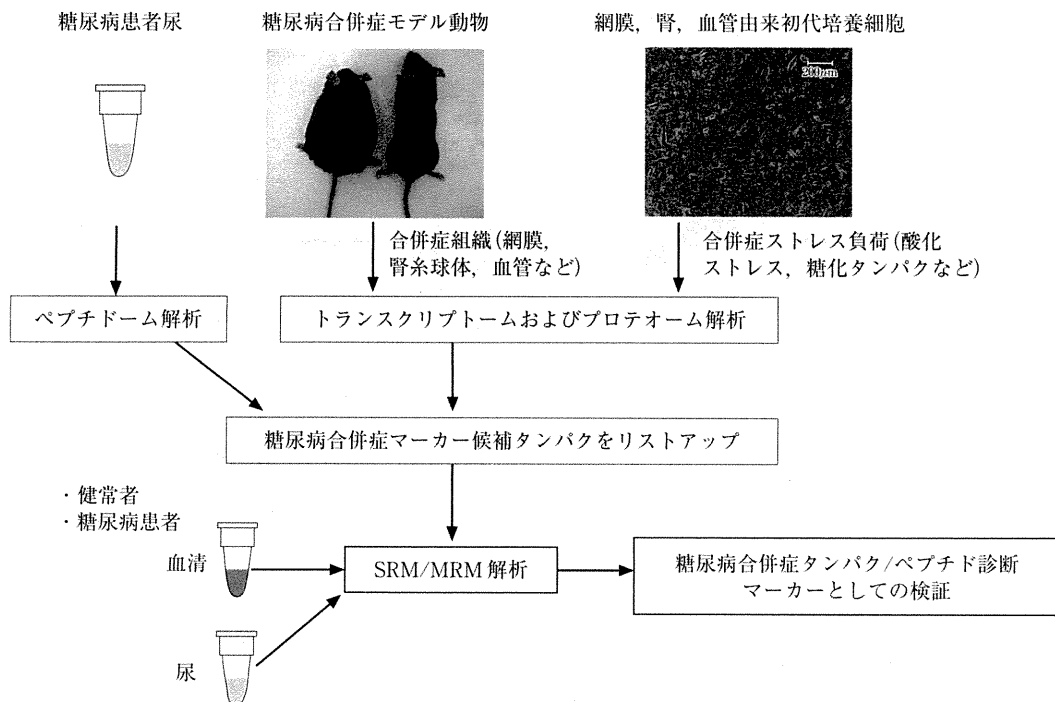 糖尿病患者尿
糖尿病合併症モデル動物
網膜，腎，血管由来初代培養細胞
200μm
合併症組織(網膜，
腎糸球体，血管など)
合併症ストレス負荷(酸化
ストレス，糖化タンパクなど)
ペプチドーム解析
トランスクリプトームおよびプロテオーム解析
糖尿病合併症マーカー候補タンパクをリストアップ
・健常者
・糖尿病患者
血清
SRM/MRM 解析
糖尿病合併症タンパク/ペプチド診断
マーカーとしての検証
尿